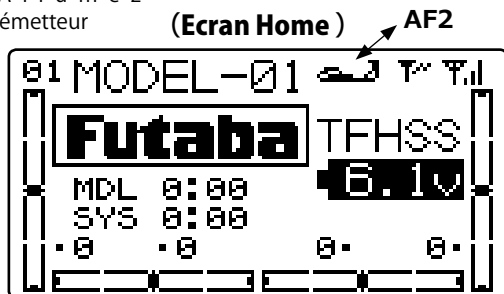 émetteur
(Ecran Home)
AF2
01 MODEL-01
Futaba
T-FHSS
6.1v
MDL 0:00
SYS 0:00
0 0 0 0